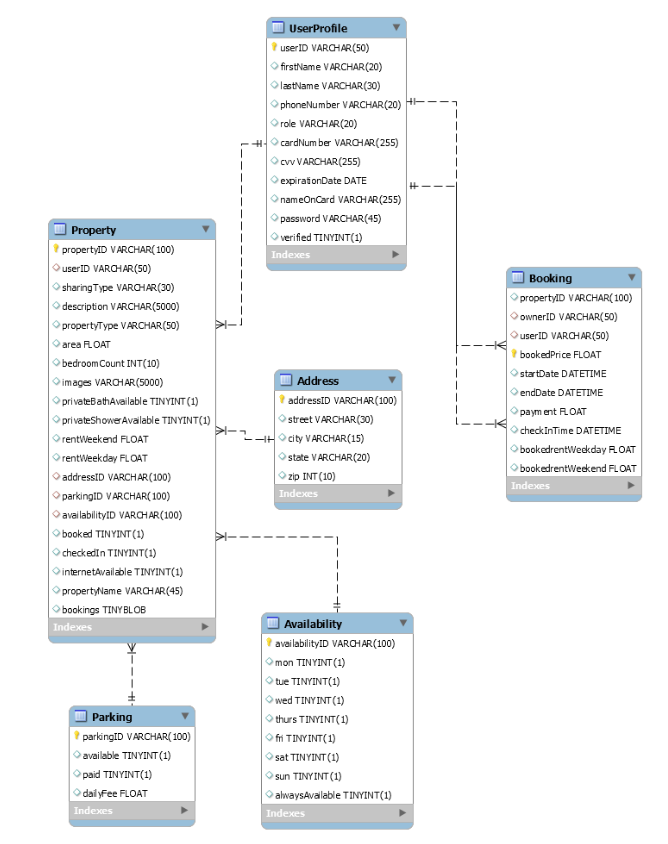 UserProfile
userID VARCHAR(50)
firstName VARCHAR(20)
lastName VARCHAR(30)
phoneNumber VARCHAR(20)
role VARCHAR(20)
cardNumber VARCHAR(255)
cvv VARCHAR(255)
expirationDate DATE
nameOnCard VARCHAR(255)
password VARCHAR(45)
verified TINYINT(1)
Indexes
Property
propertyID VARCHAR(100)
userID VARCHAR(50)
sharingType VARCHAR(30)
description VARCHAR(5000)
propertyType VARCHAR(50)
area FLOAT
bedroomCount INT(10)
images VARCHAR(5000)
privateBathAvailable TINYINT(1)
privateShowerAvailable TINYINT(1)
rentWeekend FLOAT
rentWeekday FLOAT
addressID VARCHAR(100)
parkingID VARCHAR(100)
availabilityID VARCHAR(100)
booked TINYINT(1)
checkedIn TINYINT(1)
internetAvailable TINYINT(1)
propertyName VARCHAR(45)
bookings TINYBLOB
Indexes
Booking
propertyID VARCHAR(100)
ownerID VARCHAR(50)
userID VARCHAR(50)
bookedPrice FLOAT
startDate DATETIME
endDate DATETIME
payment FLOAT
checkInTime DATETIME
bookedrentWeekday FLOAT
bookedrentWeekend FLOAT
Indexes
Address
addressID VARCHAR(100)
street VARCHAR(30)
city VARCHAR(15)
state VARCHAR(20)
zip INT(10)
Indexes
Availability
availabilityID VARCHAR(100)
mon TINYINT(1)
tue TINYINT(1)
wed TINYINT(1)
thurs TINYINT(1)
fri TINYINT(1)
sat TINYINT(1)
sun TINYINT(1)
alwaysAvailable TINYINT(1)
Indexes
Parking
parkingID VARCHAR(100)
available TINYINT(1)
paid TINYINT(1)
dailyFee FLOAT
Indexes